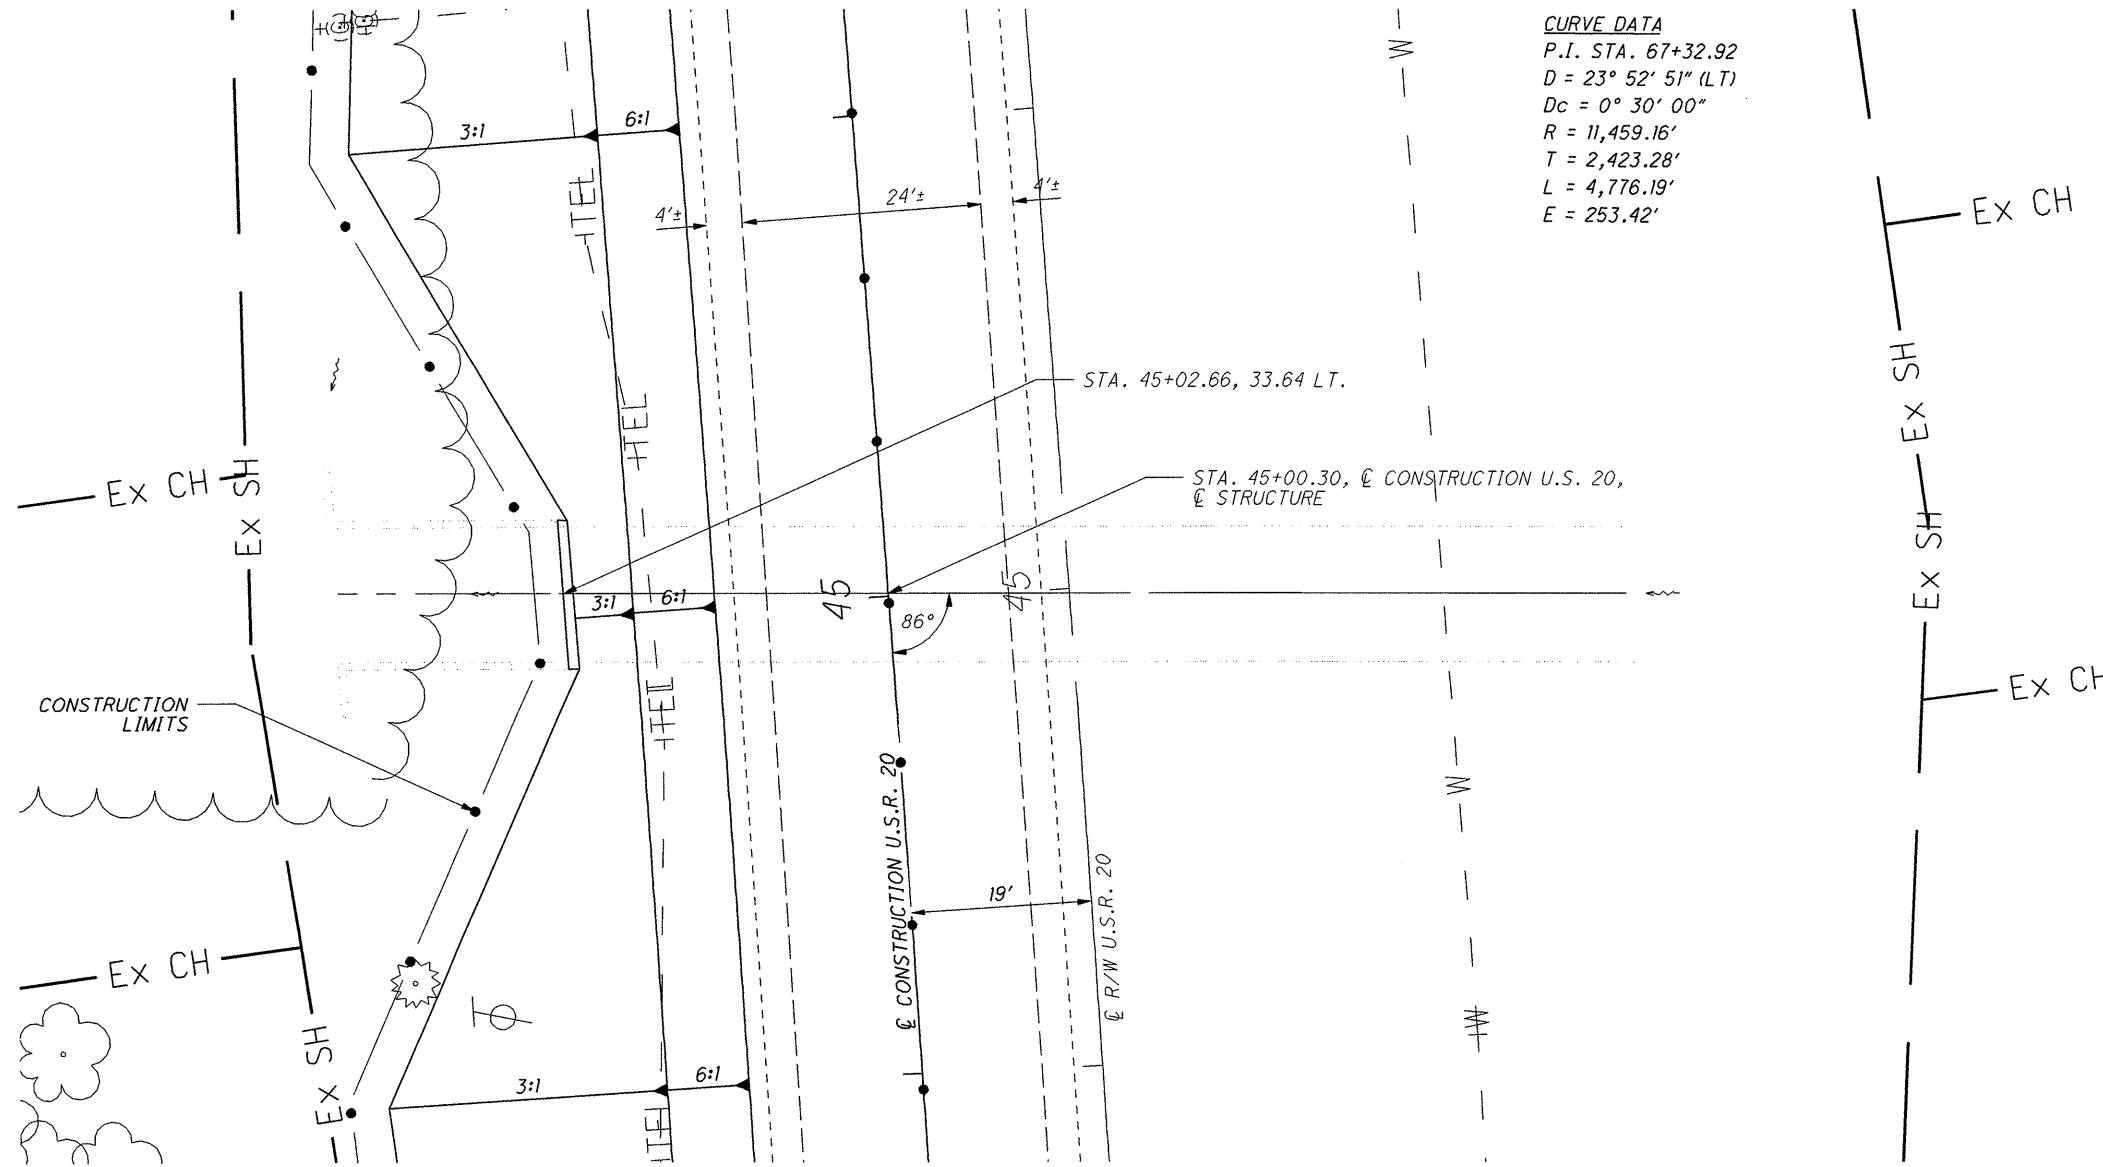 CURVE DATA
P.I. STA. 67+32.92
D = 23° 52' 51" (LT)
Dc = 0° 30' 00"
R = 11,459.16'
T = 2,423.28'
L = 4,776.19'
E = 253.42'
W
3:1
6:1
TEL
4'±
24'±
4'±
Ex CH
STA. 45+02.66, 33.64 LT.
TEL
Ex SH
Ex
Ex CH
SH
Ex
STA. 45+00.30, ℄ CONSTRUCTION U.S. 20,
℄ STRUCTURE
SH
Ex
3:1
6:1
45
45
86°
TEL
Ex CH
CONSTRUCTION
LIMITS
W
℄ CONSTRUCTION U.S.R. 20
19'
℄ R/W U.S.R. 20
Ex CH
W
SH
Ex
3:1
6:1